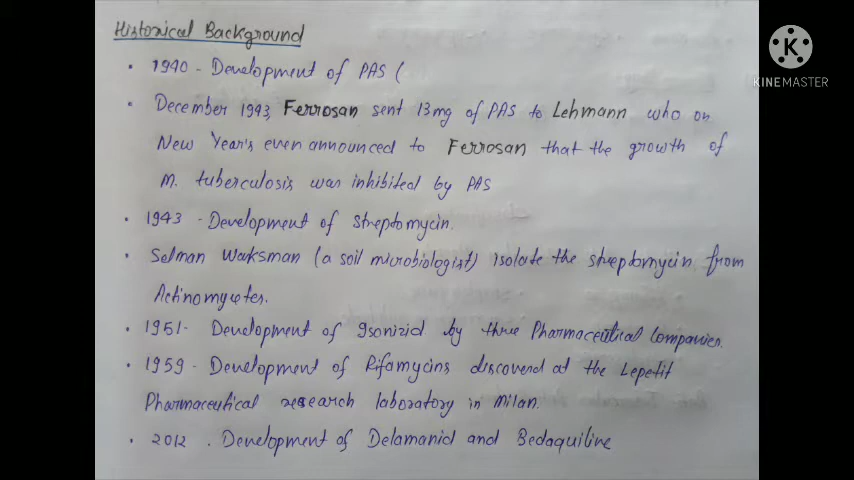 Historical Background
• 1940 - Development of PAS (
• December 1943, Ferrosan sent 13mg of PAS to Lehmann who on
New Year's even announced to Ferrosan that the growth of
M. tuberculosis was inhibited by PAS
• 1943 - Development of Streptomycin.
• Selman Waksman (a soil microbiologist) isolate the streptomycin from
Actinomycetes.
• 1951- Development of Isonizid by three Pharmaceutical Companies.
• 1959 - Development of Rifamycins discovered at the Lepetit
Pharmaceutical research laboratory in Milan.
• 2012 . Development of Delamanid and Bedaquiline
K
KINEMASTER